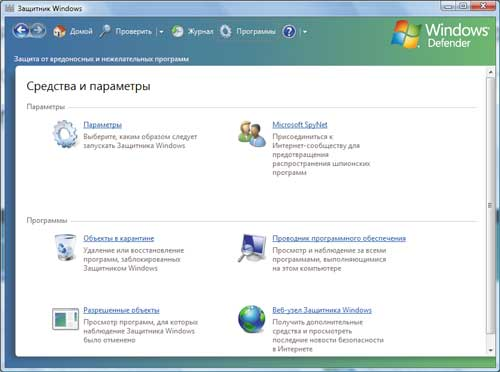 Защитник Windows
Домой Проверить Журнал Программы ?
Windows
Defender
Защита от вредоносных и нежелательных программ
Средства и параметры
Параметры
Параметры
Выберите, каким образом следует
запускать Защитника Windows
Microsoft SpyNet
Присоединиться к
Интернет-сообществу для
предотвращения
распространения шпионских
программ
Программы
Объекты в карантине
Удаление или восстановление
программ, заблокированных
Защитником Windows
Проводник программного обеспечения
Просмотр и наблюдение за всеми
программами, выполняющимися
на этом компьютере
Разрешенные объекты
Просмотр программ, для которых
наблюдение Защитника Windows
было отменено
Веб-узел Защитника Windows
Получить дополнительные
средства и просмотреть
последние новости безопасности
в Интернете